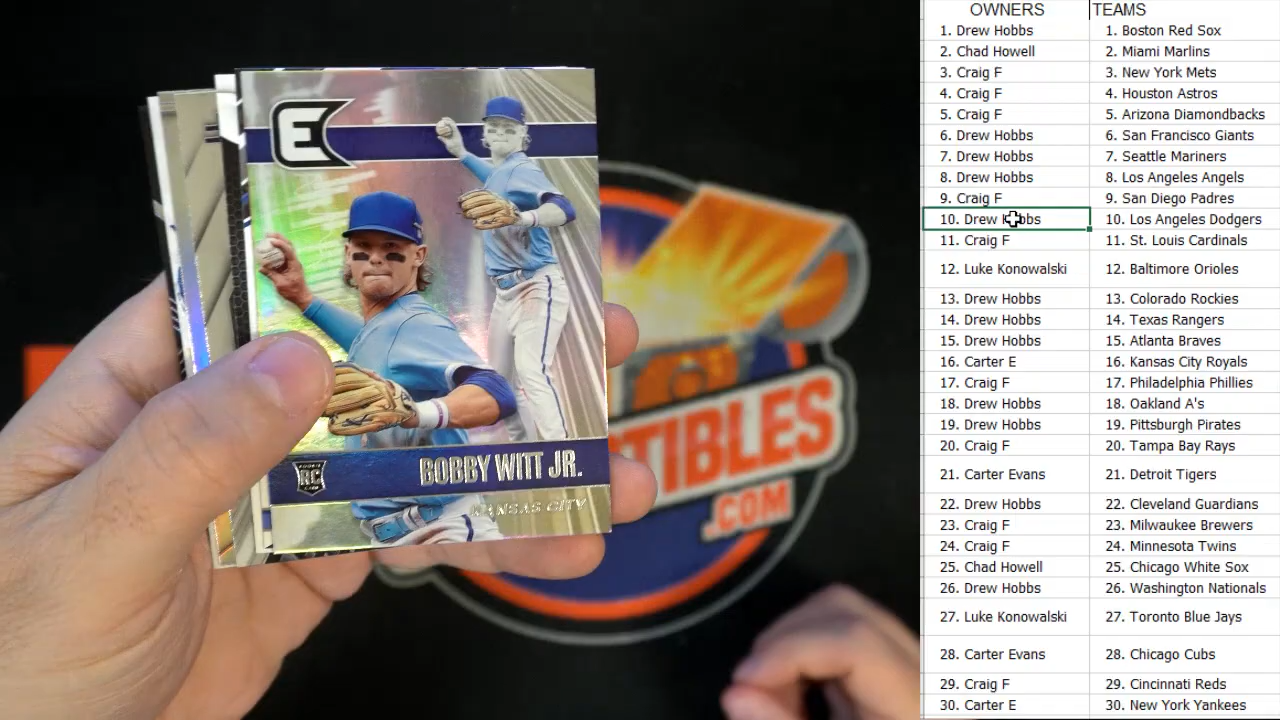 E
BOBBY WITT JR.
ROOKIE
RC
KANSAS CITY
TIBLES
.COM
OWNERS TEAMS
1. Drew Hobbs 1. Boston Red Sox
2. Chad Howell 2. Miami Marlins
3. Craig F 3. New York Mets
4. Craig F 4. Houston Astros
5. Craig F 5. Arizona Diamondbacks
6. Drew Hobbs 6. San Francisco Giants
7. Drew Hobbs 7. Seattle Mariners
8. Drew Hobbs 8. Los Angeles Angels
9. Craig F 9. San Diego Padres
10. Drew Hobbs 10. Los Angeles Dodgers
11. Craig F 11. St. Louis Cardinals
12. Luke Konowalski 12. Baltimore Orioles
13. Drew Hobbs 13. Colorado Rockies
14. Drew Hobbs 14. Texas Rangers
15. Drew Hobbs 15. Atlanta Braves
16. Carter E 16. Kansas City Royals
17. Craig F 17. Philadelphia Phillies
18. Drew Hobbs 18. Oakland A's
19. Drew Hobbs 19. Pittsburgh Pirates
20. Craig F 20. Tampa Bay Rays
21. Carter Evans 21. Detroit Tigers
22. Drew Hobbs 22. Cleveland Guardians
23. Craig F 23. Milwaukee Brewers
24. Craig F 24. Minnesota Twins
25. Chad Howell 25. Chicago White Sox
26. Drew Hobbs 26. Washington Nationals
27. Luke Konowalski 27. Toronto Blue Jays
28. Carter Evans 28. Chicago Cubs
29. Craig F 29. Cincinnati Reds
30. Carter E 30. New York Yankees